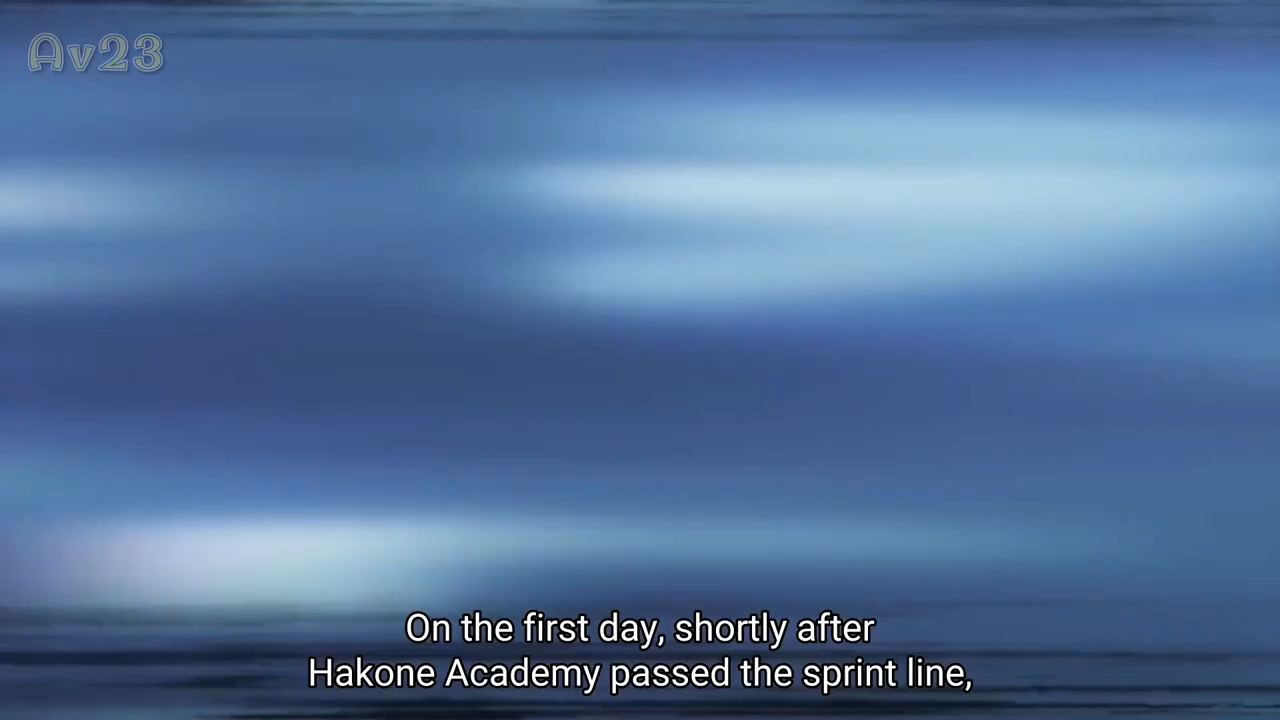 Av23
On the first day, shortly after
Hakone Academy passed the sprint line,